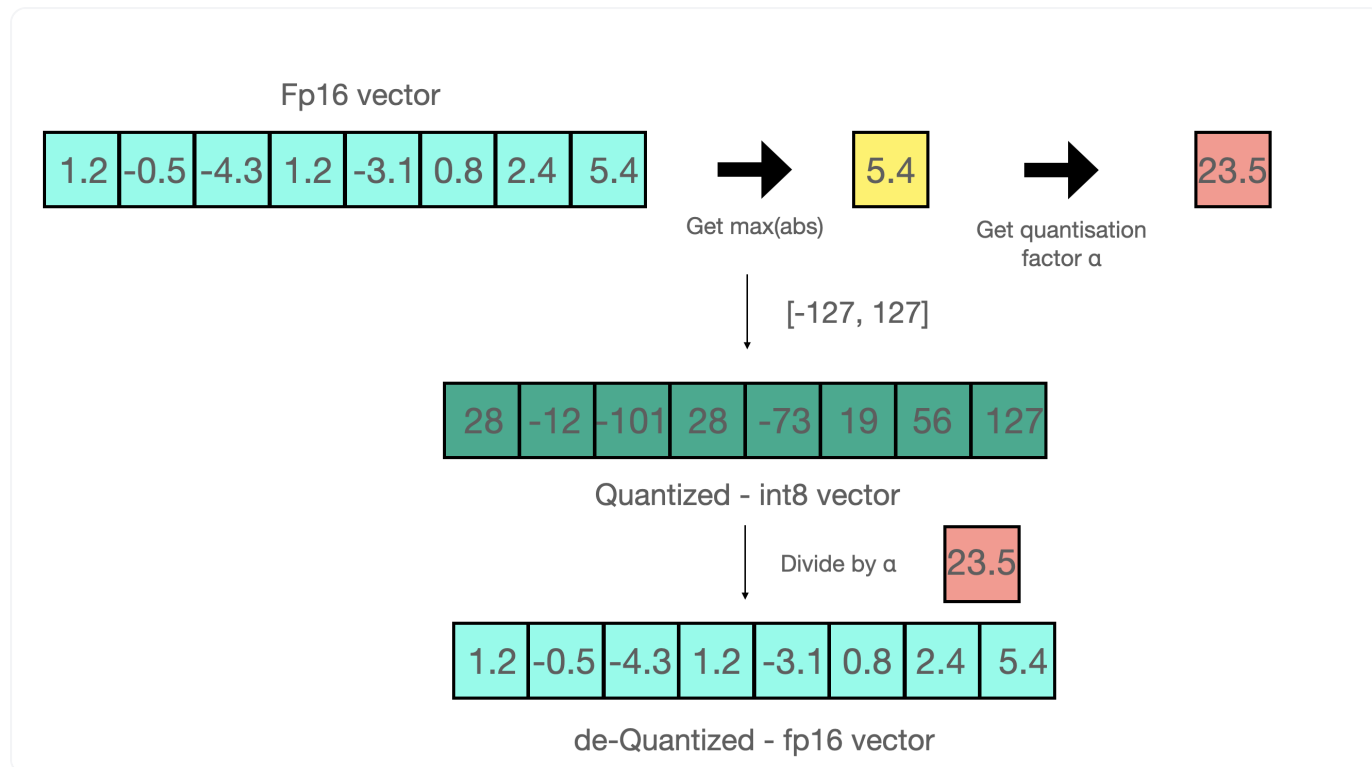 Fp16 vector
1.2 -0.5 -4.3 1.2 -3.1 0.8 2.4 5.4
5.4
23.5
Get max(abs)
Get quantisation
factor α
[-127, 127]
28 -12 -101 28 -73 19 56 127
Quantized - int8 vector
Divide by α
23.5
1.2 -0.5 -4.3 1.2 -3.1 0.8 2.4 5.4
de-Quantized - fp16 vector